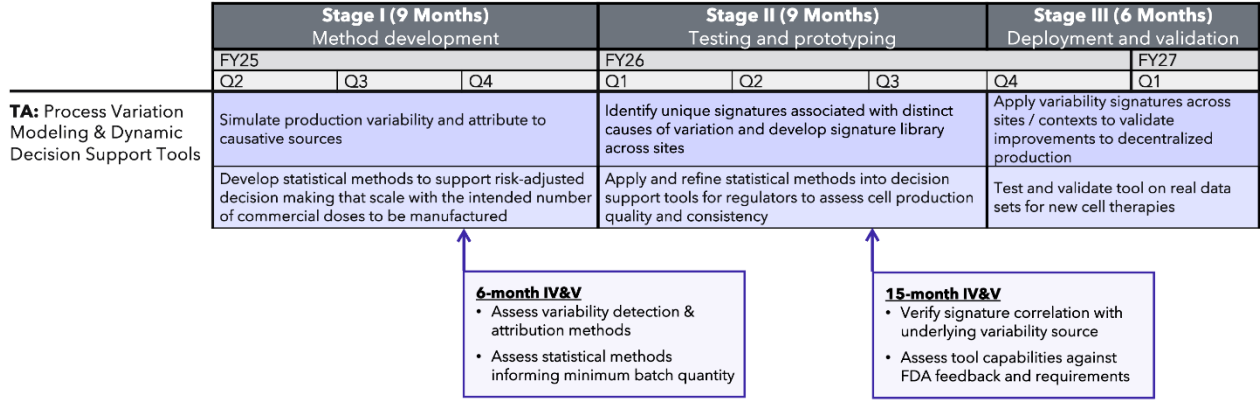 Stage I (9 Months)
Method development
Stage II (9 Months)
Testing and prototyping
Stage III (6 Months)
Deployment and validation
FY25
FY26
FY27
Q2
Q3
Q4
Q1
Q2
Q3
Q4
Q1
TA: Process Variation
Modeling & Dynamic
Decision Support Tools
Simulate production variability and attribute to
causative sources
Identify unique signatures associated with distinct
causes of variation and develop signature library
across sites
Apply variability signatures across
sites / contexts to validate
improvements to decentralized
production
Develop statistical methods to support risk-adjusted
decision making that scale with the intended number
of commercial doses to be manufactured
Apply and refine statistical methods into decision
support tools for regulators to assess cell production
quality and consistency
Test and validate tool on real data
sets for new cell therapies
6-month IV&V
• Assess variability detection &
attribution methods
• Assess statistical methods
informing minimum batch quantity
15-month IV&V
• Verify signature correlation with
underlying variability source
• Assess tool capabilities against
FDA feedback and requirements